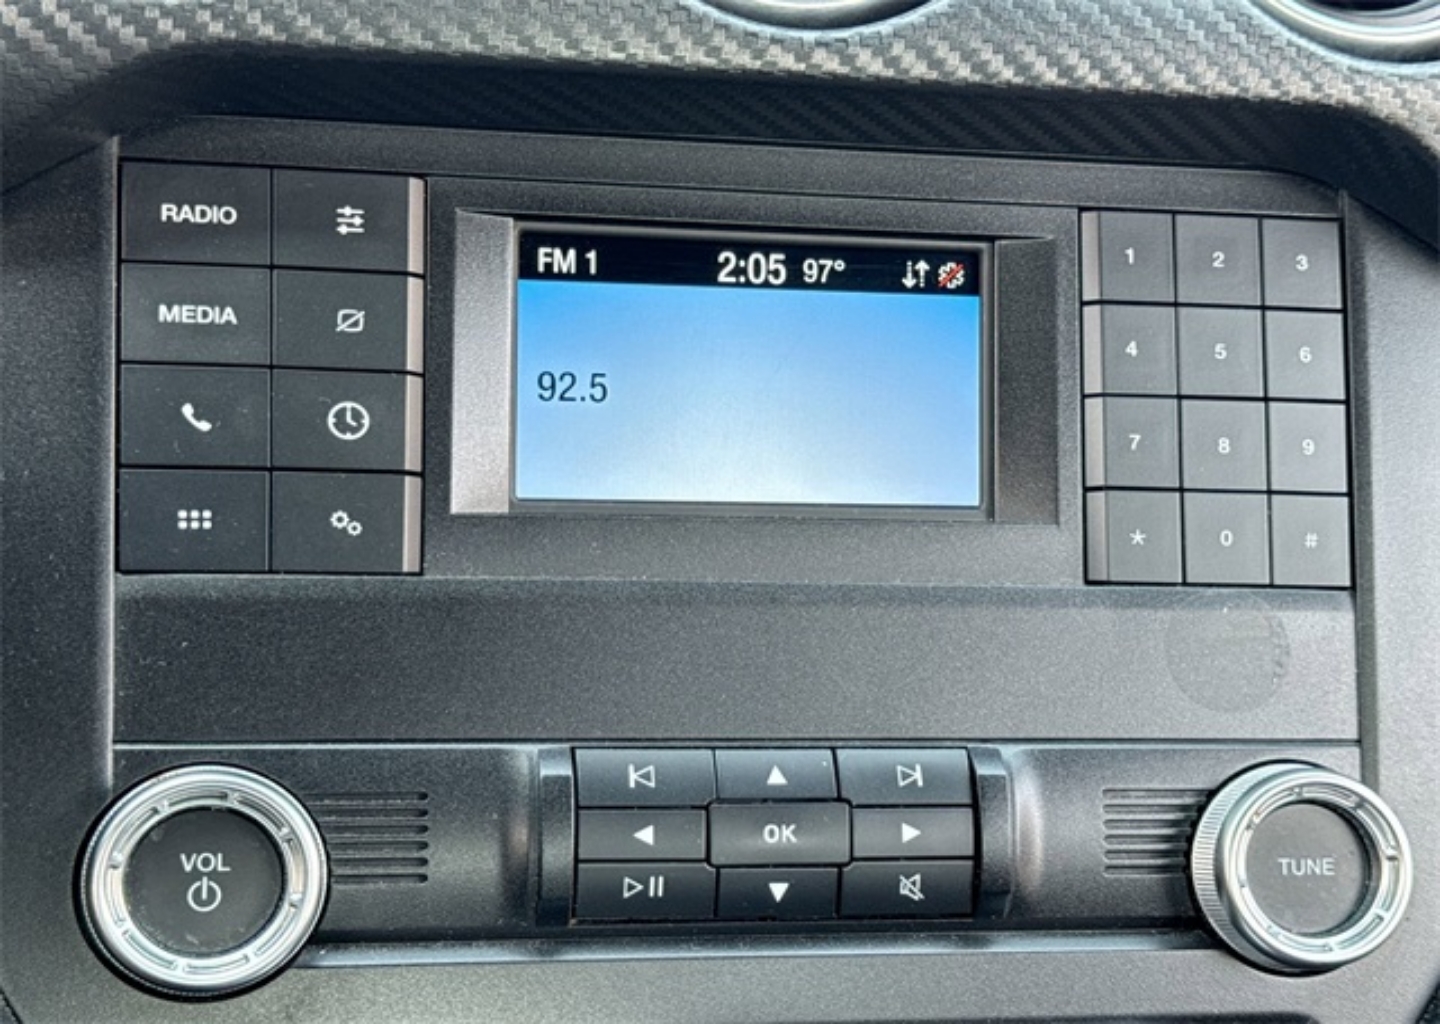 RADIO
MEDIA
FM 1 2:05 97°
92.5
1 2 3
4 5 6
7 8 9
* 0 #
VOL
OK
TUNE